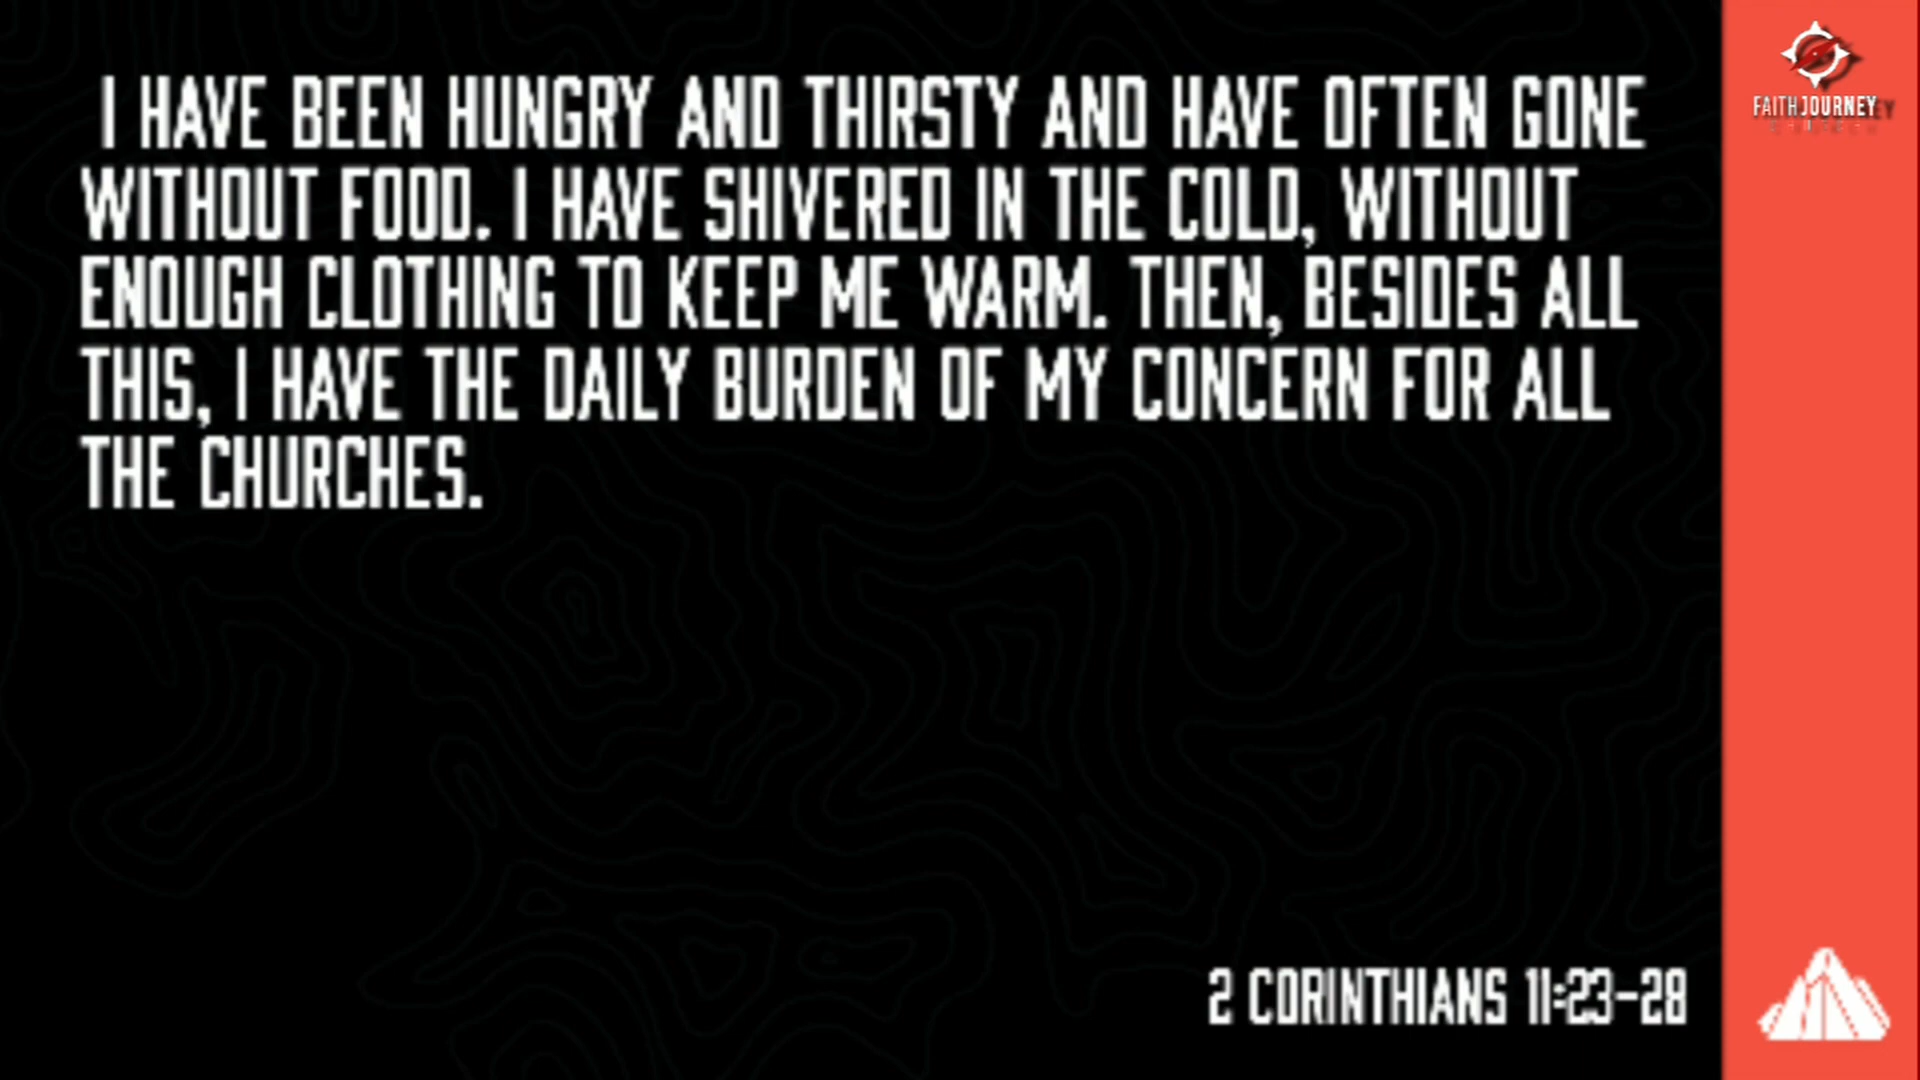 I HAVE BEEN HUNGRY AND THIRSTY AND HAVE OFTEN GONE
WITHOUT FOOD. I HAVE SHIVERED IN THE COLD, WITHOUT
ENOUGH CLOTHING TO KEEP ME WARM. THEN, BESIDES ALL
THIS, I HAVE THE DAILY BURDEN OF MY CONCERN FOR ALL
THE CHURCHES.
2 CORINTHIANS 11:23-28
FAITHJOURNEY